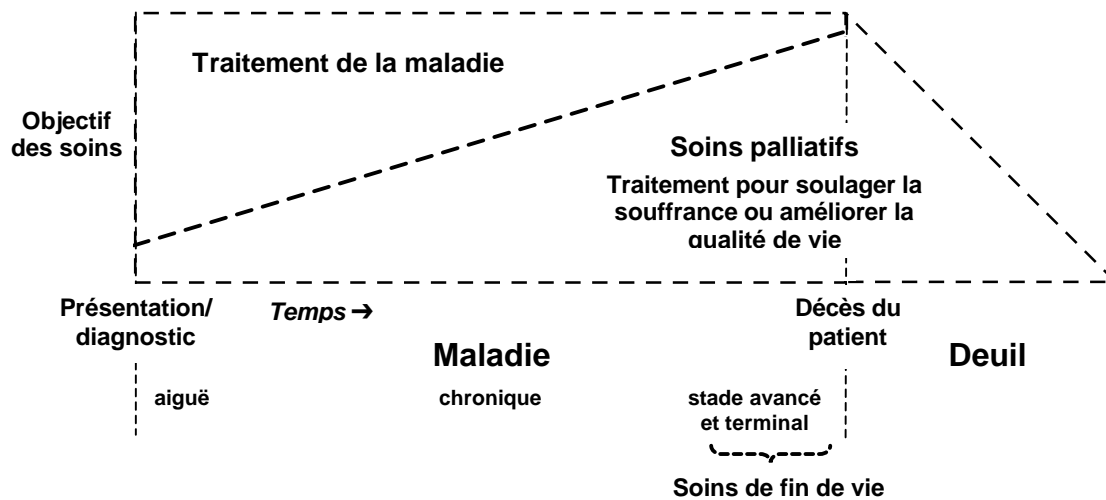 Traitement de la maladie
Objectif
des soins
Soins palliatifs
Traitement pour soulager la
souffrance ou améliorer la
qualité de vie
Présentation/
diagnostic
Temps ➔
Décès du
patient
Maladie
Deuil
aiguë
chronique
stade avancé
et terminal
Soins de fin de vie